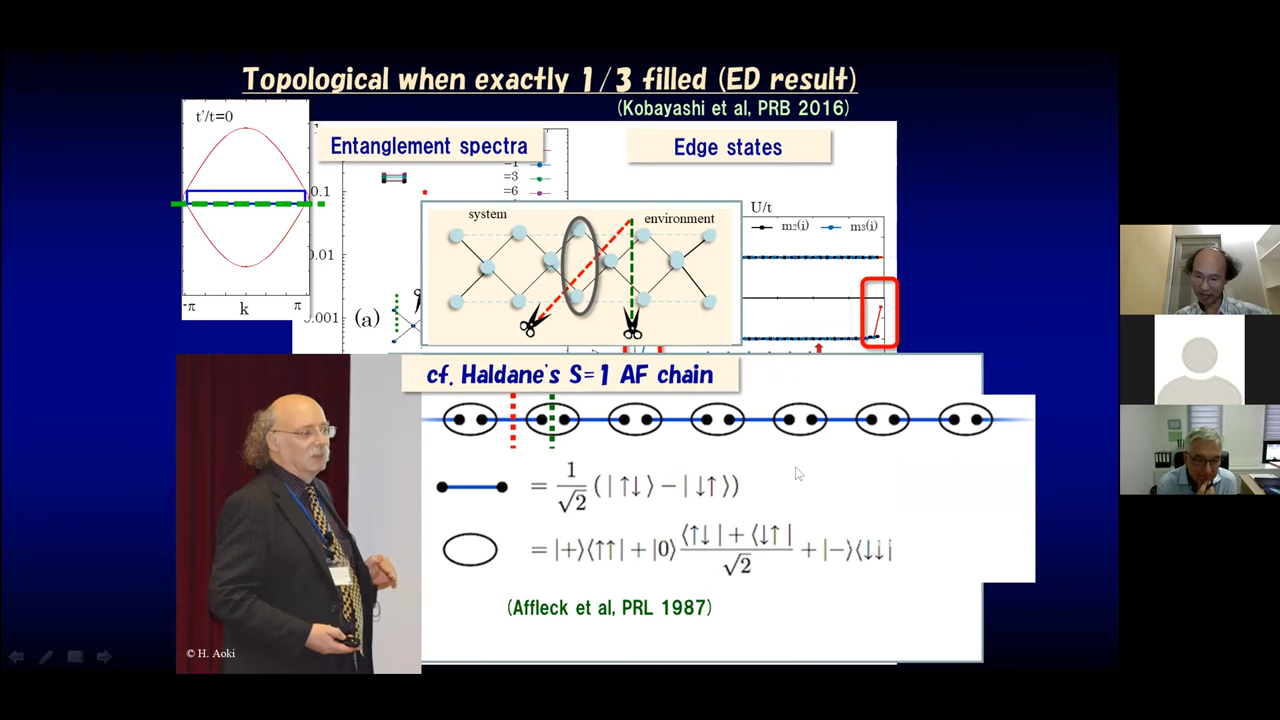 Topological when exactly 1/3 filled (ED result)
(Kobayashi et al, PRB 2016)
t'/t=0
-π
π
k
Entanglement spectra
Edge states
0.1
0.01
0.001
=3
=6
(a)
system
environment
U/t
m₂(i)
m₃(i)
cf. Haldane's S=1 AF chain
= 1/√2 (|↑↓⟩−|↓↑⟩)
= |+⟩⟨↑↑|+|0⟩ (⟨↑↓|+⟨↓↑|)/√2 +|−⟩⟨↓↓|
(Affleck et al, PRL 1987)
© H. Aoki